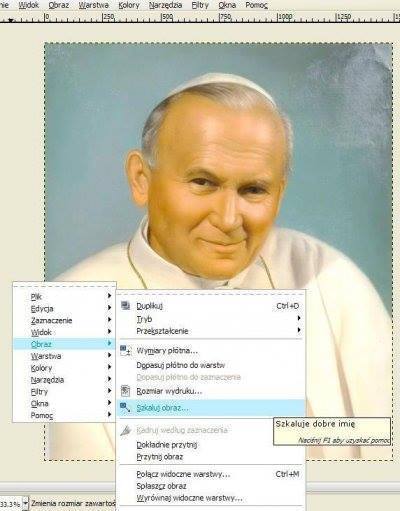 nie Widok Obraz Warstwa Kolory Narzędzia Filtry Okna Pomoc
0 250 500 750 1000 1250 1500
Plik
Edycja
Zaznaczenie
Widok
Obraz
Warstwa
Kolory
Narzędzia
Filtry
Okna
Pomoc
Duplikuj Ctrl+D
Tryb
Przekształcenie
Wymiary płótna...
Dopasuj płótno do warstw
Dopasuj płótno do zaznaczenia
Rozmiar wydruku...
Szkaluj obraz...
Kadruj według zaznaczenia
Dokładnie przytnij
Przytnij obraz
Połącz widoczne warstwy... Ctrl+M
Spłaszcz obraz
Wyrównaj widoczne warstwy...
Szkaluje dobre imię
Naciśnij F1 aby uzyskać pomoc
33.3% Zmienia rozmiar zawartoś